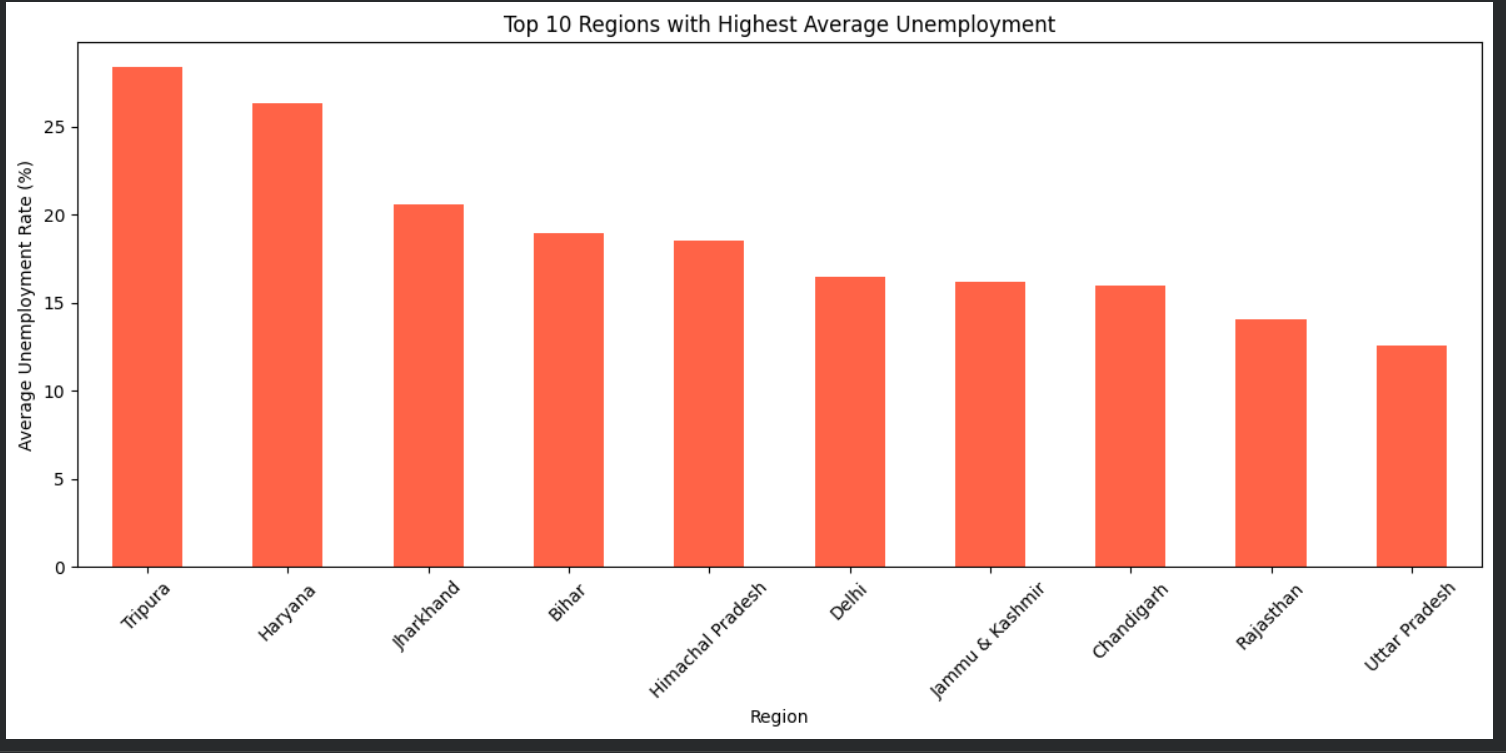 Top 10 Regions with Highest Average Unemployment
Average Unemployment Rate (%)
25
20
15
10
5
0
Tripura
Haryana
Jharkhand
Bihar
Himachal Pradesh
Delhi
Jammu & Kashmir
Chandigarh
Rajasthan
Uttar Pradesh
Region